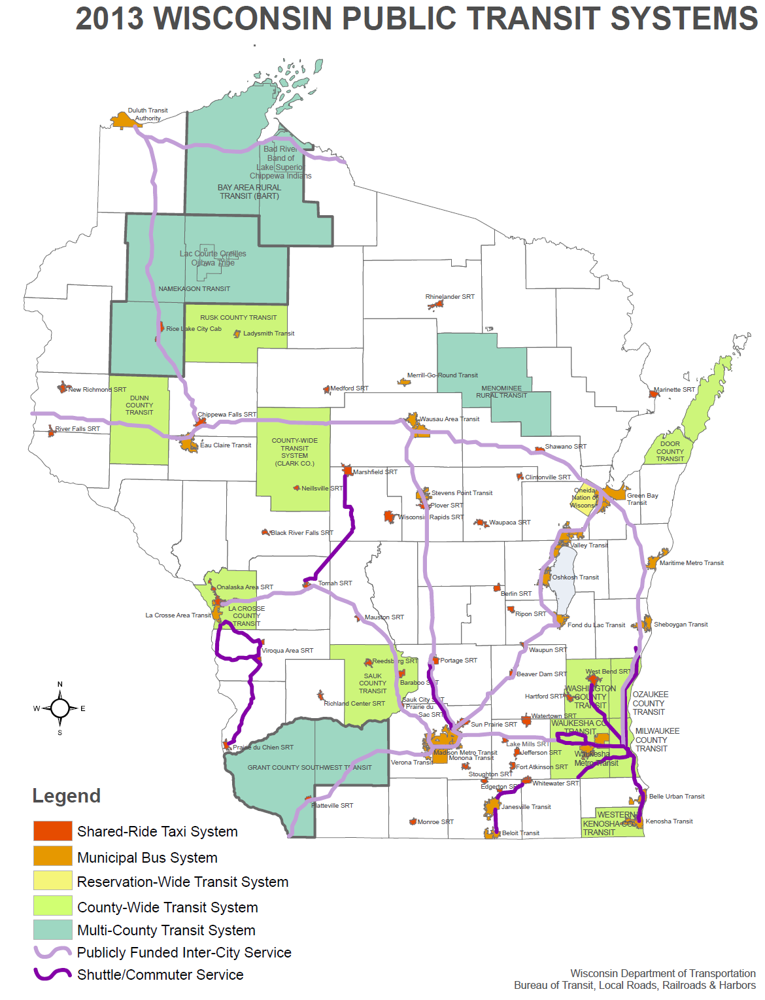 2013 WISCONSIN PUBLIC TRANSIT SYSTEMS
Duluth Transit
Authority
Bad River
Band of
Lake Superior
Chippewa Indians
BAY AREA RURAL
TRANSIT (BART)
Lac Courte Oreilles
Ojibwa Tribe
NAMEKAGON TRANSIT
Rhinelander SRT
RUSK COUNTY TRANSIT
Rice Lake City Cab
Ladysmith Transit
Merrill-Go-Round Transit
New Richmond SRT
Medford SRT
MENOMINEE
RURAL TRANSIT
Marinette SRT
DUNN
COUNTY
TRANSIT
Chippewa Falls SRT
Wausau Area Transit
River Falls SRT
Eau Claire Transit
COUNTY-WIDE
TRANSIT
SYSTEM
(CLARK CO.)
Shawano SRT
DOOR
COUNTY
TRANSIT
Marshfield SRT
Clintonville SRT
Neillsville SRT
Stevens Point Transit
Oneida
Nation of
Wisconsin
Green Bay
Transit
Plover SRT
Wisconsin Rapids SRT
Waupaca SRT
Black River Falls SRT
Valley Transit
Maritime Metro Transit
Oshkosh Transit
Tomah SRT
Onalaska Area SRT
Berlin SRT
La Crosse Area Transit
LA CROSSE
COUNTY
TRANSIT
Mauston SRT
Ripon SRT
Fond du Lac Transit
Sheboygan Transit
Viroqua Area SRT
Waupun SRT
Reedsburg SRT
Portage SRT
SAUK
COUNTY
TRANSIT
Baraboo SRT
Beaver Dam SRT
West Bend SRT
Hartford SRT
WASHINGTON
COUNTY
TRANSIT
OZAUKEE
COUNTY
TRANSIT
Richland Center SRT
Sauk City SRT
Prairie du
Sac SRT
Watertown SRT
Sun Prairie SRT
WAUKESHA CO.
TRANSIT
MILWAUKEE
COUNTY
TRANSIT
Prairie du Chien SRT
Lake Mills SRT
Madison Metro Transit
Monona Transit
Verona Transit
Jefferson SRT
Waukesha
Metro Transit
GRANT COUNTY SOUTHWEST TRANSIT
Fort Atkinson SRT
Stoughton SRT
Whitewater SRT
Edgerton SRT
Platteville SRT
Janesville Transit
Belle Urban Transit
Monroe SRT
WESTERN
KENOSHA CO.
TRANSIT
Kenosha Transit
Beloit Transit
N
W
E
S
Legend
Shared-Ride Taxi System
Municipal Bus System
Reservation-Wide Transit System
County-Wide Transit System
Multi-County Transit System
Publicly Funded Inter-City Service
Shuttle/Commuter Service
Wisconsin Department of Transportation
Bureau of Transit, Local Roads, Railroads & Harbors